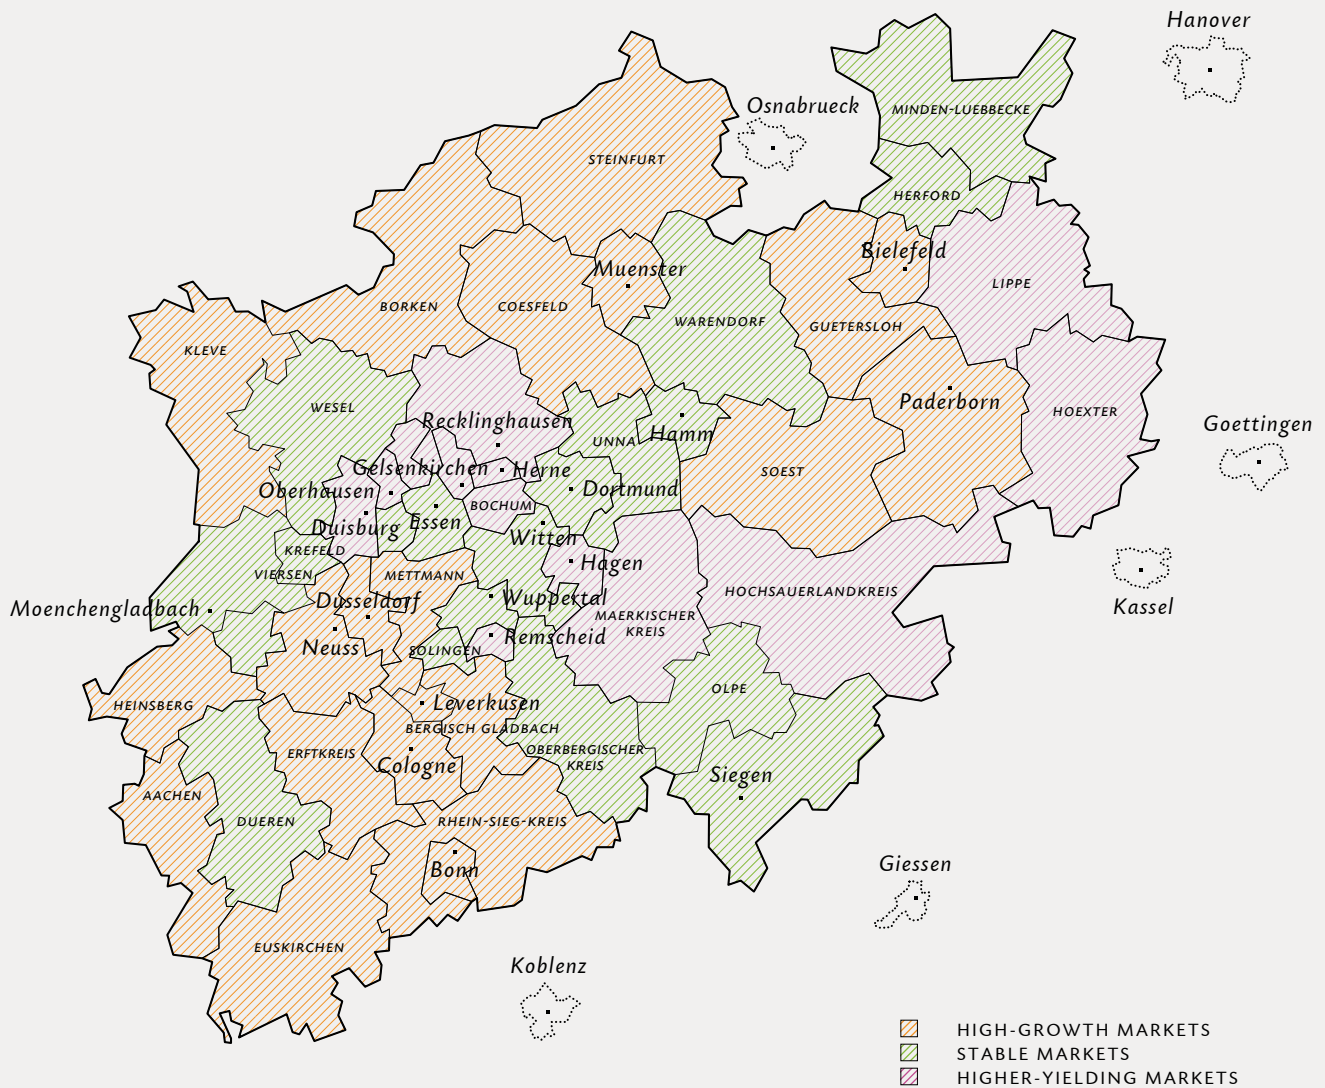 Hanover
Osnabrueck
MINDEN-LUEBBECKE
STEINFURT
HERFORD
Bielefeld
Muenster
LIPPE
BORKEN
COESFELD
WARENDORF
GUETERSLOH
KLEVE
Paderborn
WESEL
HOEXTER
Recklinghausen
Goettingen
UNNA
Hamm
Gelsenkirchen
Herne
SOEST
Oberhausen
Dortmund
BOCHUM
Duisburg
Essen
Witten
KREFELD
Hagen
VIERSEN
METTMANN
HOCHSAUERLANDKREIS
Kassel
Moenchengladbach
Dusseldorf
Wuppertal
MAERKISCHER
KREIS
Remscheid
Neuss
SOLINGEN
OLPE
HEINSBERG
Leverkusen
BERGISCH GLADBACH
ERFTKREIS
OBERBERGISCHER
KREIS
Cologne
Siegen
AACHEN
DUEREN
RHEIN-SIEG-KREIS
Giessen
Bonn
EUSKIRCHEN
Koblenz
HIGH-GROWTH MARKETS
STABLE MARKETS
HIGHER-YIELDING MARKETS